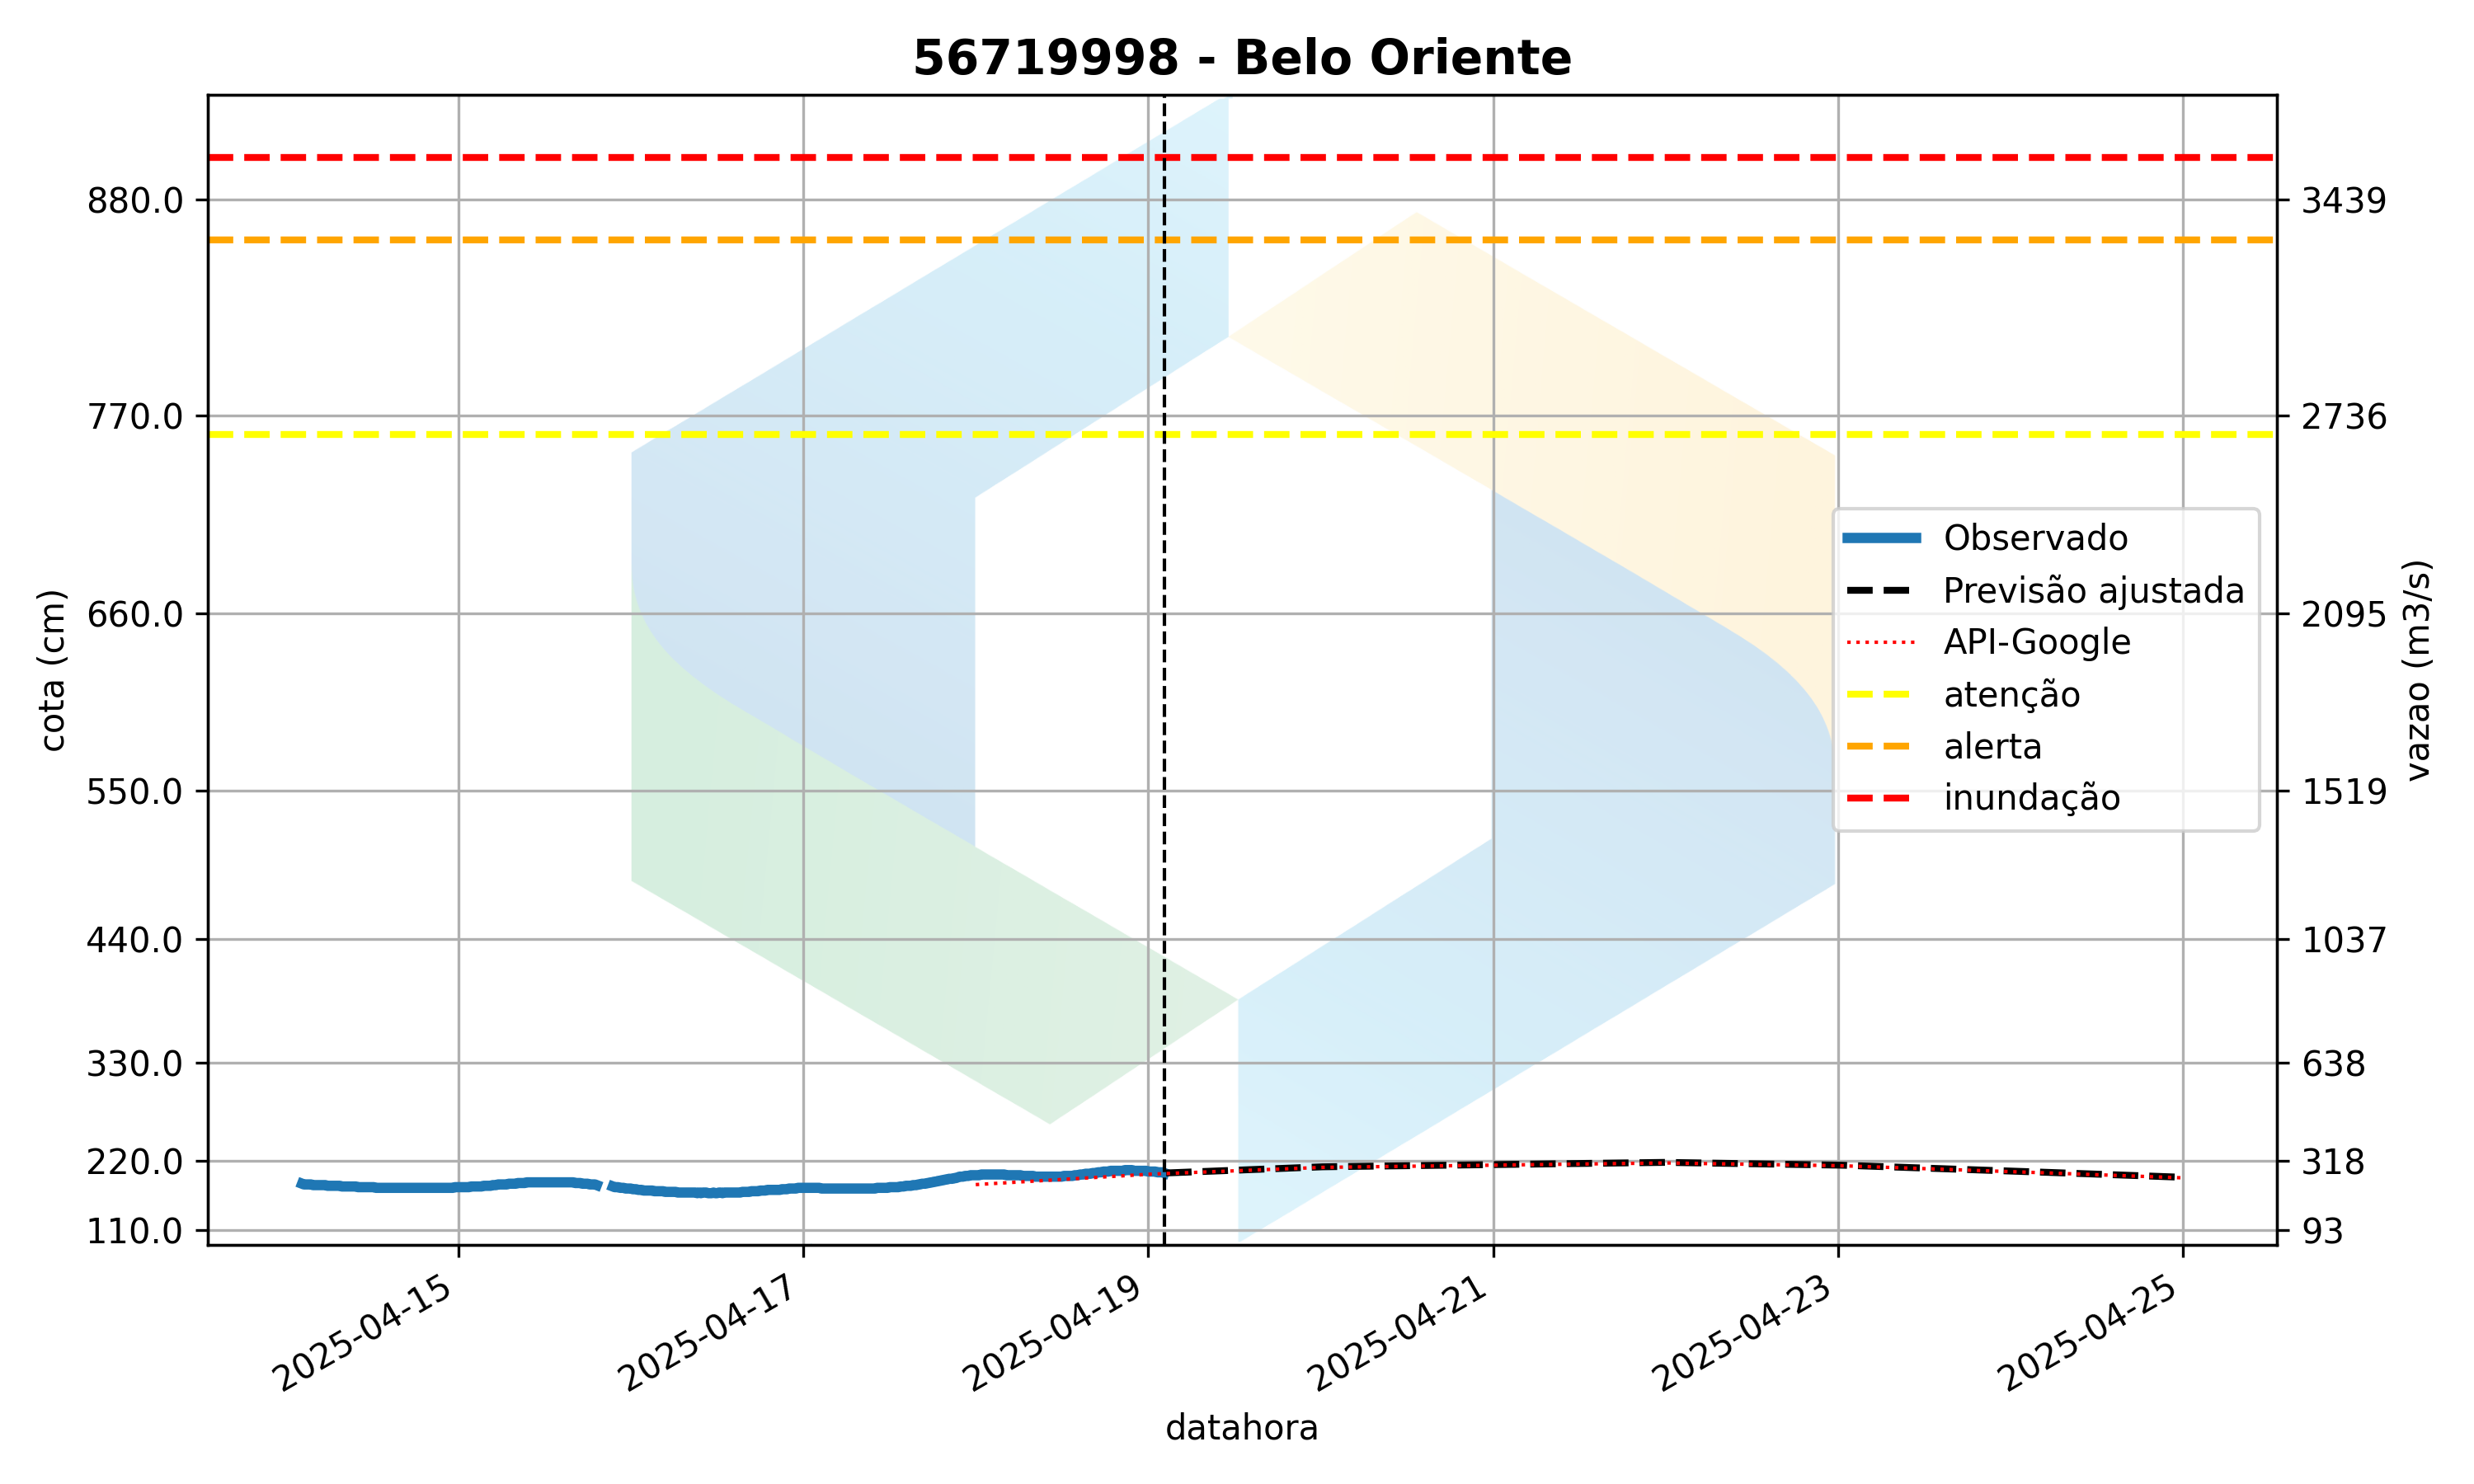 56719998 - Belo Oriente
880.0
770.0
660.0
550.0
440.0
330.0
220.0
110.0
cota (cm)
3439
2736
2095
1519
1037
638
318
93
vazao (m3/s)
Observado
Previsão ajustada
API-Google
atenção
alerta
inundação
2025-04-15
2025-04-17
2025-04-19
2025-04-21
2025-04-23
2025-04-25
datahora